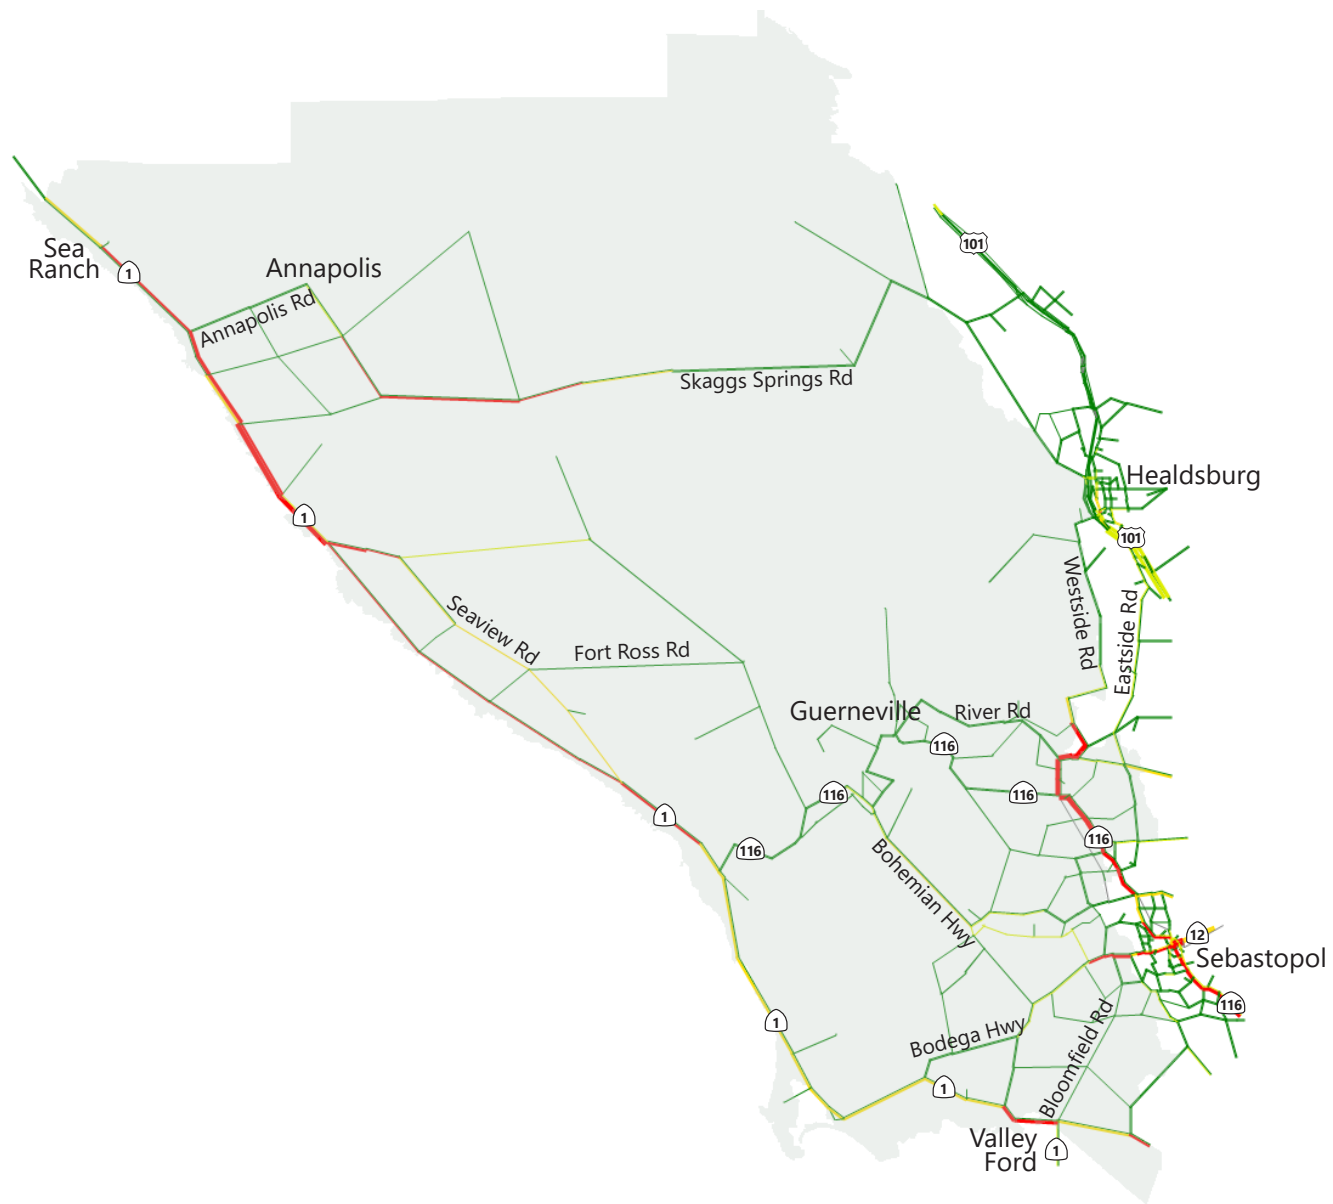 101
Sea
Ranch
1
Annapolis
Annapolis Rd
Skaggs Springs Rd
Healdsburg
1
101
Westside Rd
Eastside Rd
Seaview Rd
Fort Ross Rd
Guerneville
River Rd
116
116
116
1
116
116
Bohemian Hwy
12
Sebastopol
116
1
Bodega Hwy
Bloomfield Rd
1
Valley
Ford
1